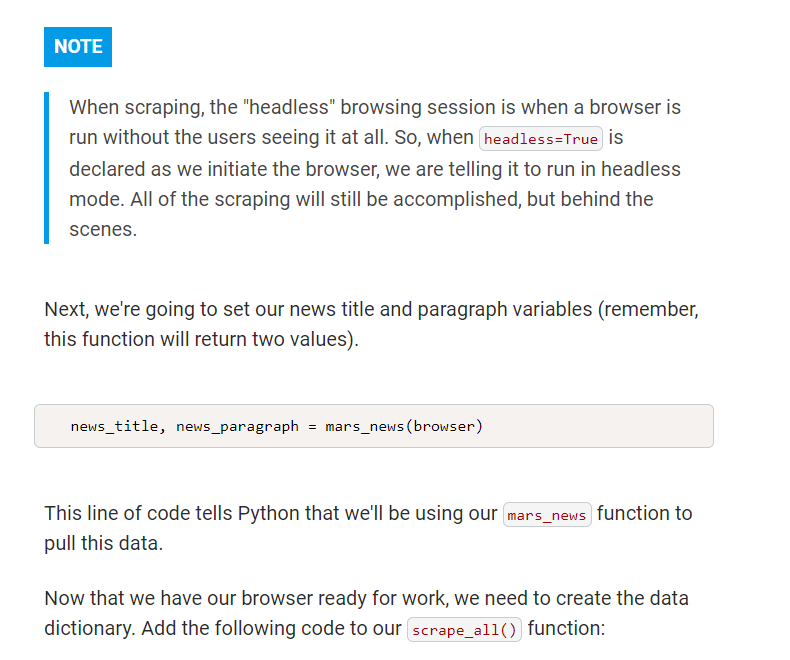 NOTE
When scraping, the "headless" browsing session is when a browser is
run without the users seeing it at all. So, when headless=True is
declared as we initiate the browser, we are telling it to run in headless
mode. All of the scraping will still be accomplished, but behind the
scenes.
Next, we're going to set our news title and paragraph variables (remember,
this function will return two values).
news_title, news_paragraph = mars_news(browser)
This line of code tells Python that we'll be using our mars_news function to
pull this data.
Now that we have our browser ready for work, we need to create the data
dictionary. Add the following code to our scrape_all() function: